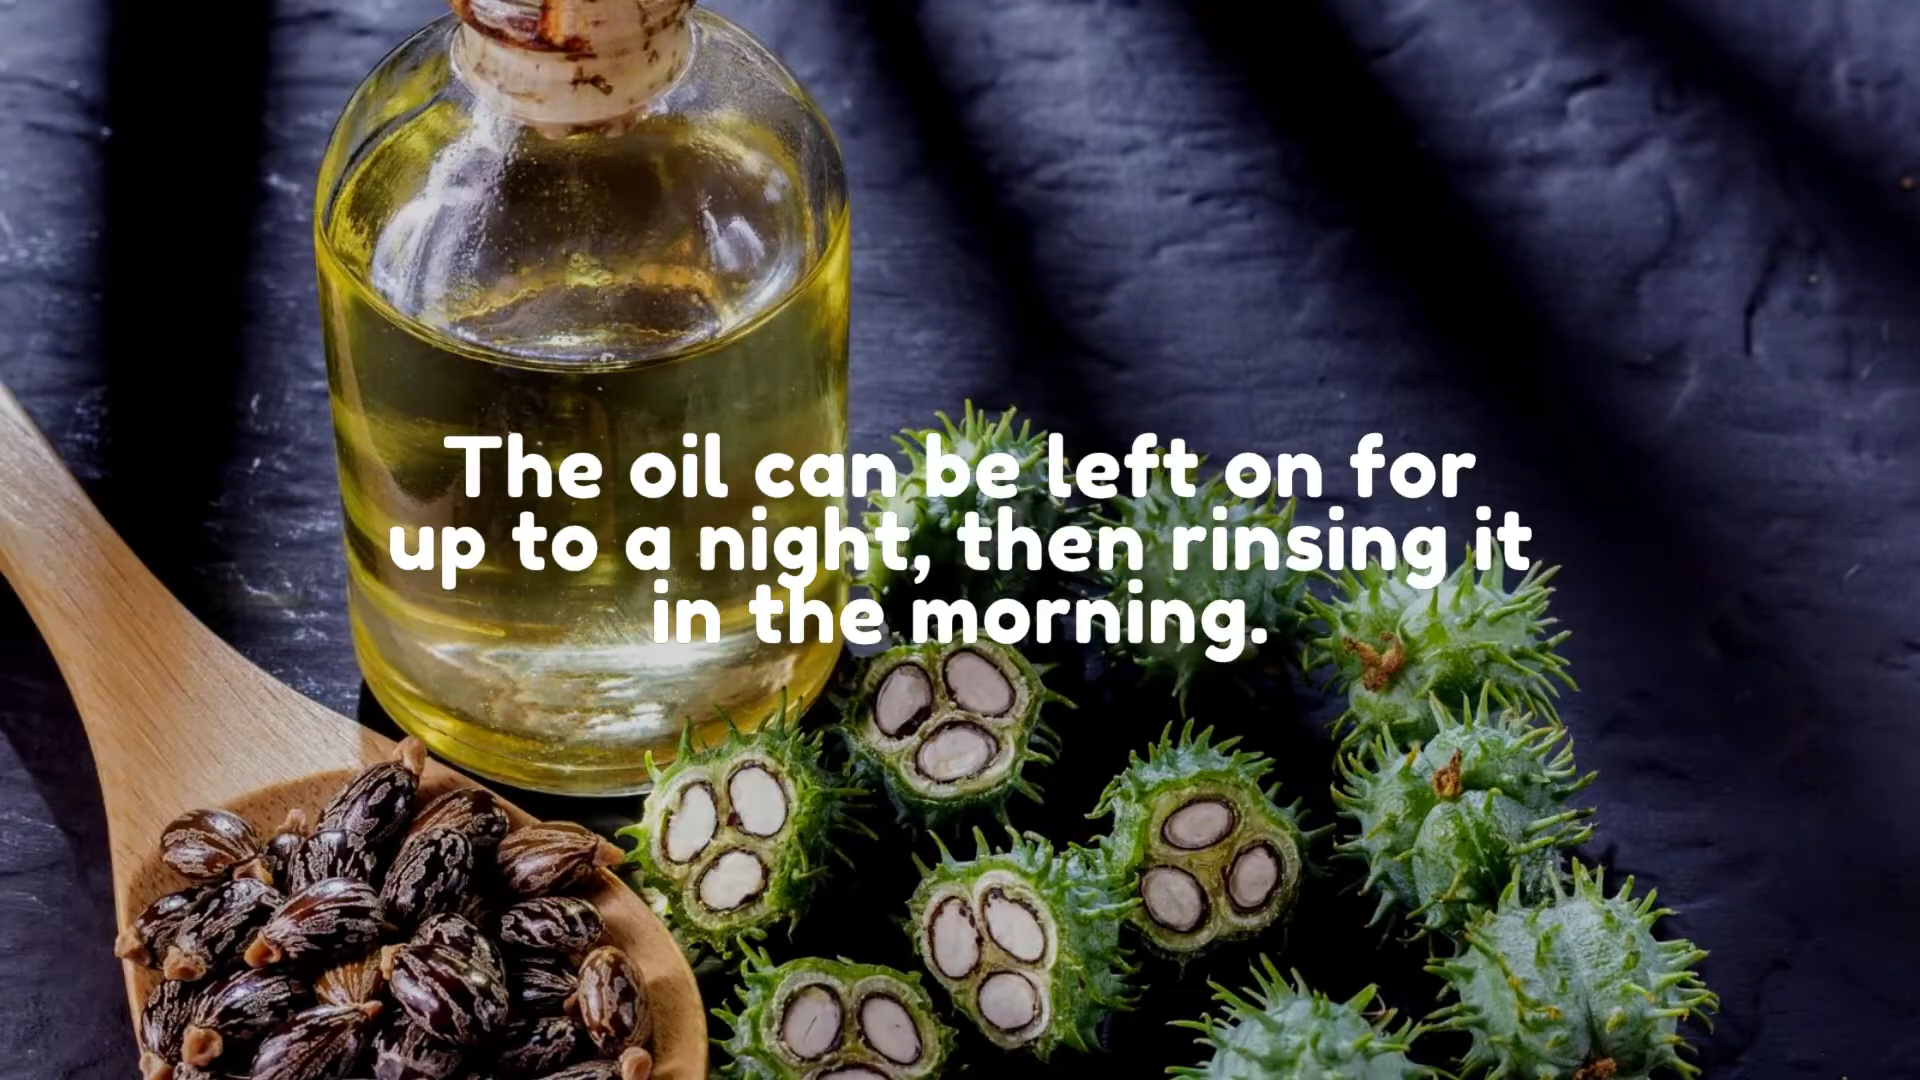 The oil can be left on for
up to a night, then rinsing it
in the morning.